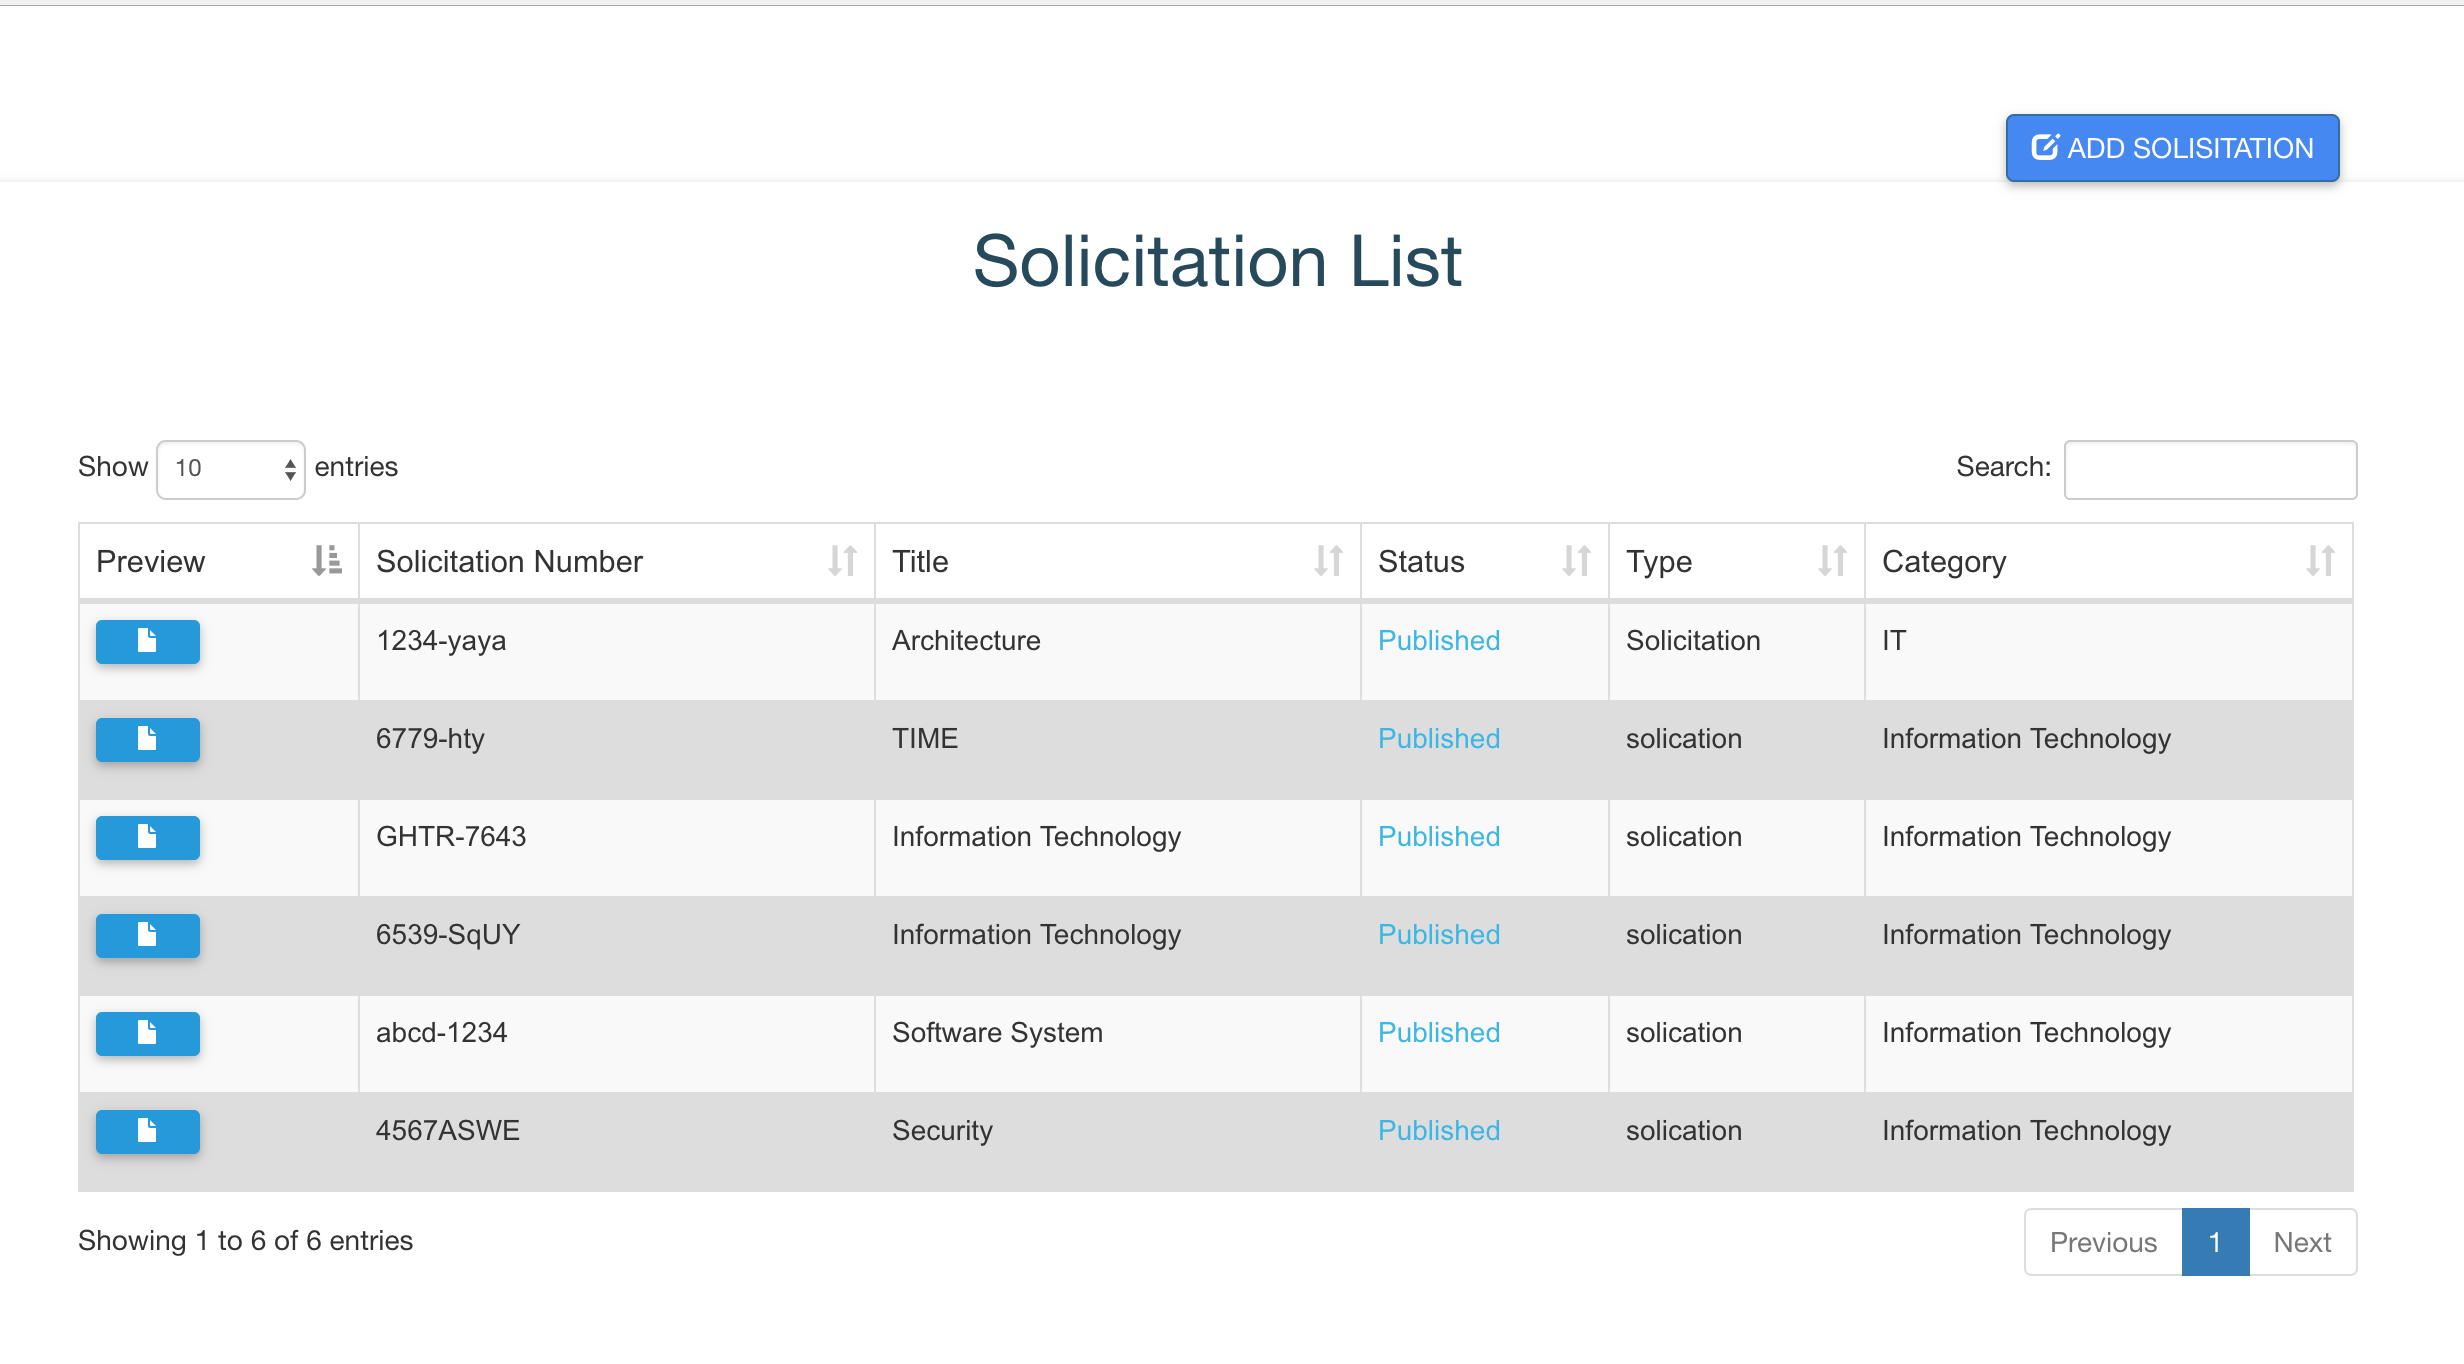 ADD SOLISITATION
Solicitation List
Show 10 entries Search:
Preview Solicitation Number Title Status Type Category
1234-yaya Architecture Published Solicitation IT
6779-hty TIME Published solication Information Technology
GHTR-7643 Information Technology Published solication Information Technology
6539-SqUY Information Technology Published solication Information Technology
abcd-1234 Software System Published solication Information Technology
4567ASWE Security Published solication Information Technology
Showing 1 to 6 of 6 entries Previous 1 Next